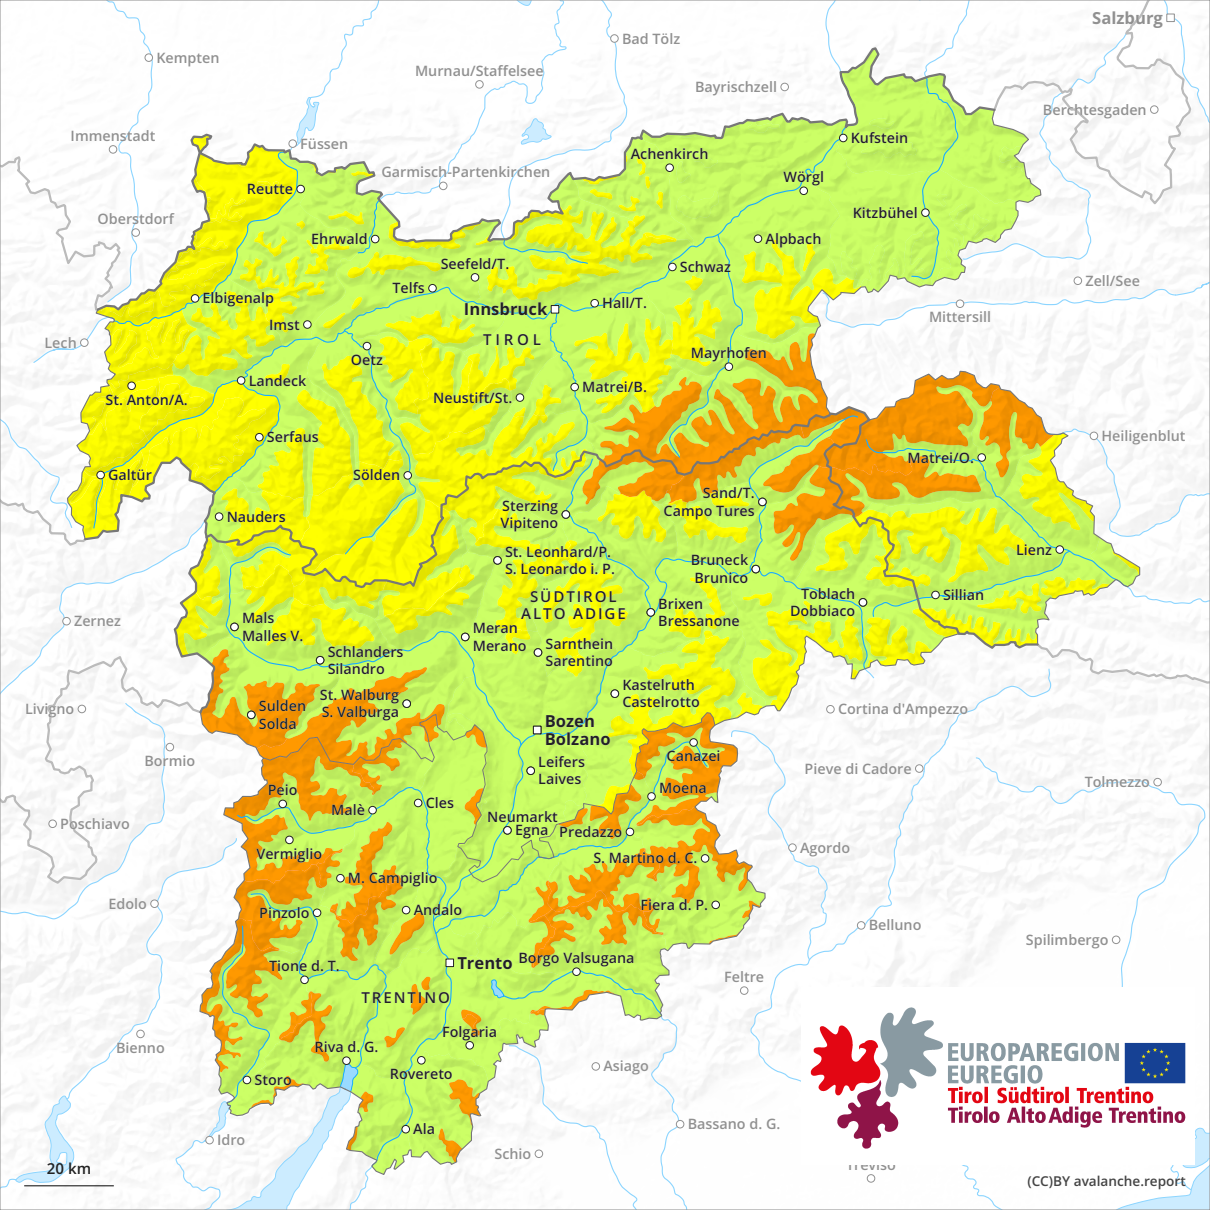 Salzburg
Bad Tölz
Kempten
Murnau/Staffelsee
Bayrischzell
Berchtesgaden
Immenstadt
Füssen
Kufstein
Achenkirch
Garmisch-Partenkirchen
Wörgl
Reutte
Oberstdorf
Kitzbühel
Ehrwald
Alpbach
Seefeld/T.
Schwaz
Zell/See
Telfs
Elbigenalp
Hall/T.
Innsbruck
Mittersill
Imst
TIROL
Lech
Oetz
Mayrhofen
Landeck
Matrei/B.
St. Anton/A.
Neustift/St.
Serfaus
Heiligenblut
Matrei/O.
Galtür
Sölden
Sand/T.
Campo Tures
Sterzing
Vipiteno
Nauders
Lienz
St. Leonhard/P.
S. Leonardo i. P.
Bruneck
Brunico
SÜDTIROL
ALTO ADIGE
Toblach
Dobbiaco
Sillian
Brixen
Bressanone
Zernez
Mals
Malles V.
Meran
Merano
Sarnthein
Sarentino
Schlanders
Silandro
Kastelruth
Castelrotto
St. Walburg
S. Valburga
Livigno
Sulden
Solda
Cortina d'Ampezzo
Bozen
Bolzano
Bormio
Canazei
Leifers
Laives
Pieve di Cadore
Tolmezzo
Peio
Moena
Malè
Cles
Neumarkt
Egna
Poschiavo
Predazzo
Vermiglio
Agordo
S. Martino d. C.
M. Campiglio
Edolo
Pinzolo
Andalo
Fiera d. P.
Belluno
Spilimbergo
Trento
Borgo Valsugana
Tione d. T.
Feltre
TRENTINO
Folgaria
Bienno
Riva d. G.
EUROPAREGION
EUREGIO
Asiago
Rovereto
Storo
Tirol Südtirol Trentino
Tirolo Alto Adige Trentino
Ala
Bassano d. G.
Idro
Schio
Treviso
20 km
(CC)BY avalanche.report